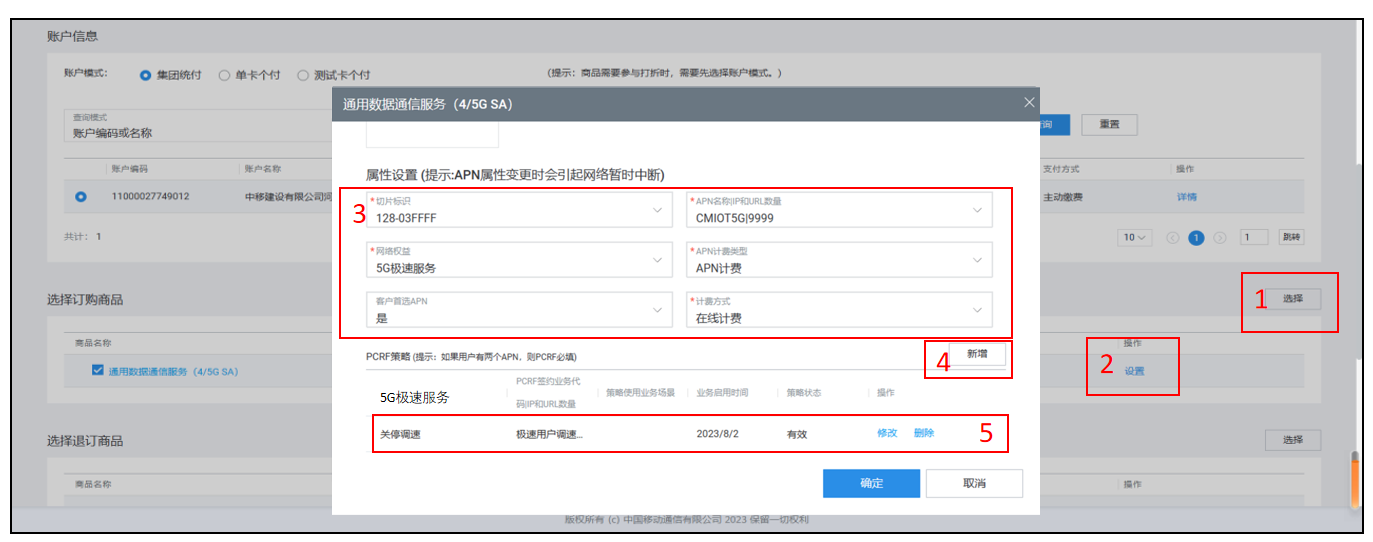 账户信息
账户模式: 集团统付 单卡个付 测试卡个付 (提示：商品需要参与打折时，需要先选择账户模式。)
通用数据通信服务（4/5G SA）
查询模式
账户编码或名称
询 重置
属性设置 (提示:APN属性变更时会引起网络暂时中断)
账户编码 账户名称 支付方式 操作
11000027749012 中移建设有限公司河 主动缴费 详情
3
*切片标识 *APN名称|IP和URL数量
128-03FFFF CMIOT5G|9999
共计: 1 10 1 1 跳转
*网络权益 *APN计费类型
5G极速服务 APN计费
选择订购商品 1 选择
客户首选APN *计费方式
是 在线计费
商品名称 操作
PCRF策略 (提示：如果用户有两个APN，则PCRF必填) 4 新增
通用数据通信服务（4/5G SA） 2 设置
PCRF签约业务代
5G极速服务 策略使用业务场景 业务启用时间 策略状态 操作
码|IP和URL数量
关停调速 极速用户调速... 2023/8/2 有效 修改 删除 5
选择退订商品 选择
商品名称 操作
确定 取消
版权所有 (c) 中国移动通信有限公司 2023 保留一切权利